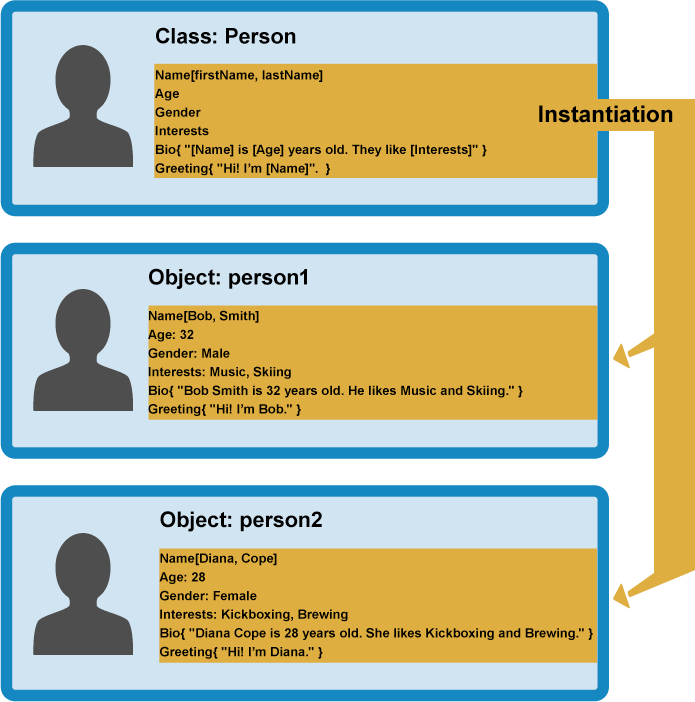 Class: Person
Name[firstName, lastName]
Age
Gender
Interests
Bio{ "[Name] is [Age] years old. They like [Interests]" }
Greeting{ "Hi! I’m [Name]".  }
Instantiation
Object: person1
Name[Bob, Smith]
Age: 32
Gender: Male
Interests: Music, Skiing
Bio{ "Bob Smith is 32 years old. He likes Music and Skiing." }
Greeting{ "Hi! I’m Bob." }
Object: person2
Name[Diana, Cope]
Age: 28
Gender: Female
Interests: Kickboxing, Brewing
Bio{ "Diana Cope is 28 years old. She likes Kickboxing and Brewing." }
Greeting{ "Hi! I’m Diana." }